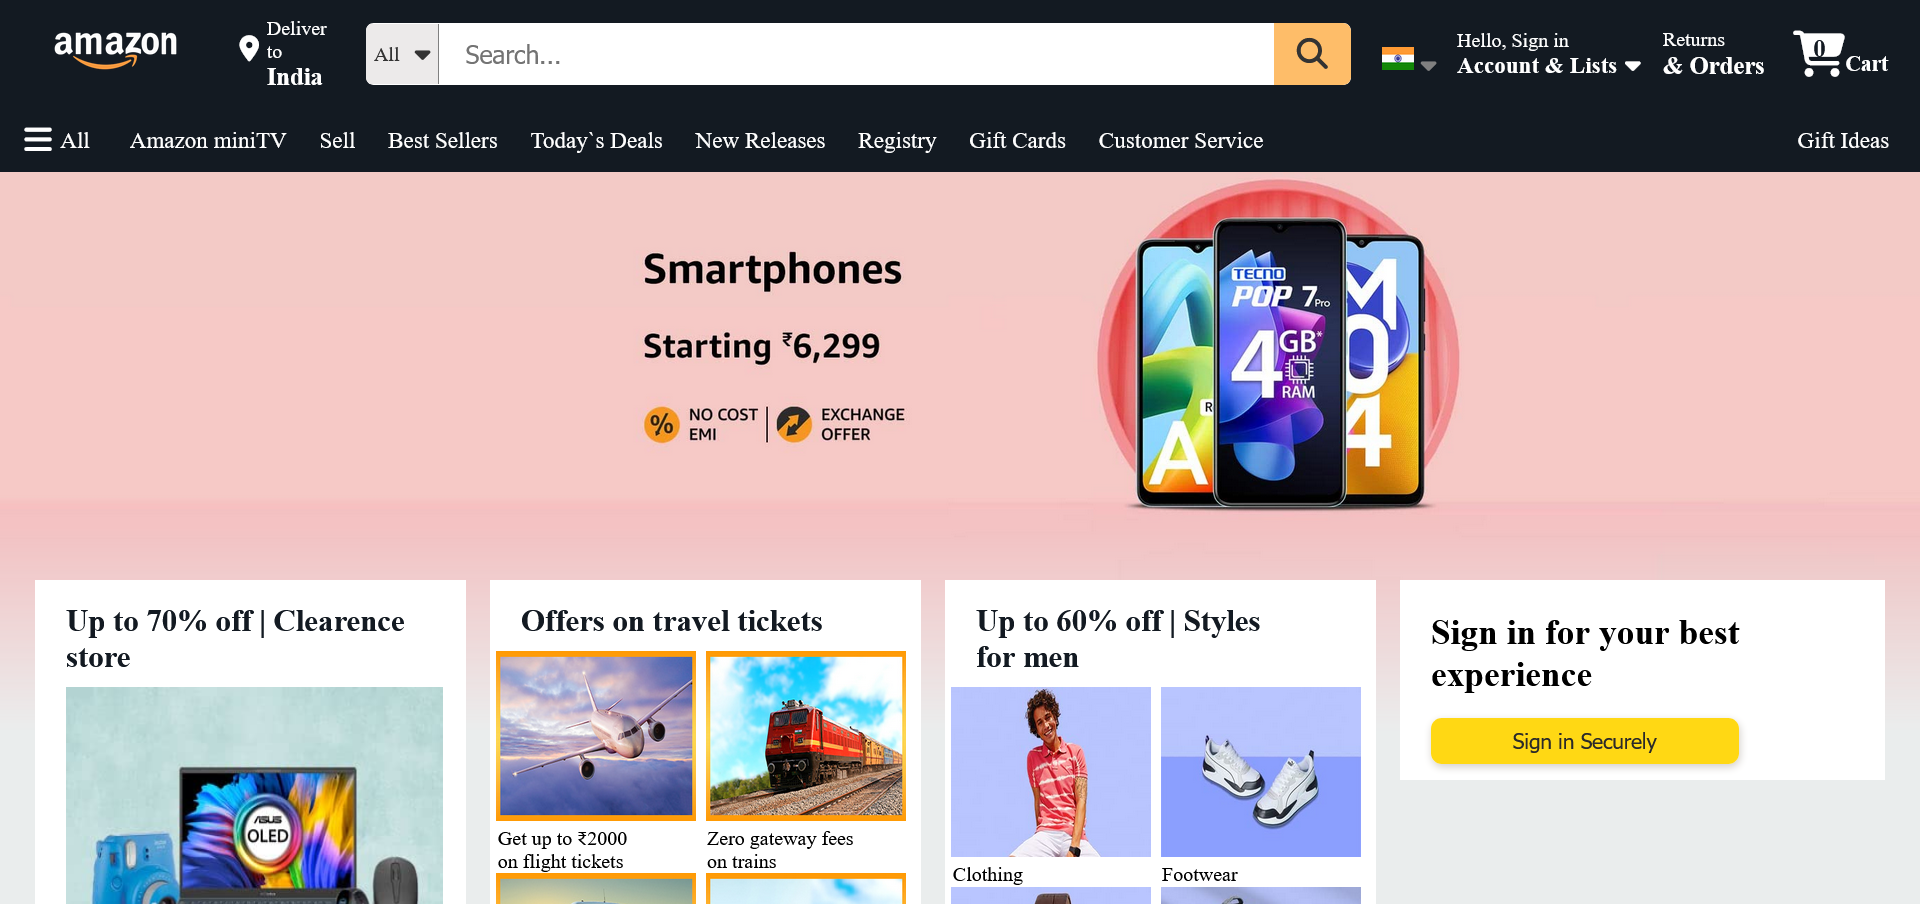 amazon
Deliver
to
India
All
Search...
Hello, Sign in
Account & Lists
Returns
& Orders
0
Cart
All
Amazon miniTV
Sell
Best Sellers
Today`s Deals
New Releases
Registry
Gift Cards
Customer Service
Gift Ideas
Smartphones
Starting ₹6,299
% NO COST
EMI
EXCHANGE
OFFER
TECNO
POP 7 Pro
4 GB*
RAM
R
A
M
0
4
Up to 70% off | Clearence
store
ASUS
OLED
Offers on travel tickets
Get up to ₹2000
on flight tickets
Zero gateway fees
on trains
Up to 60% off | Styles
for men
Clothing
Footwear
Sign in for your best
experience
Sign in Securely